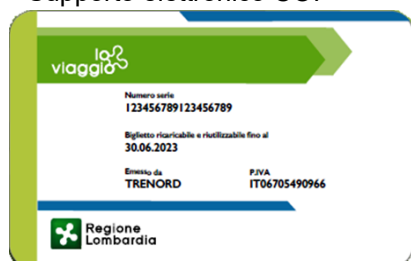 Supporto elettronico CSI
io
viaggio
Numero serie
123456789123456789
Biglietto ricaricabile e riutilizzabile fino al
30.06.2023
Emesso da P.IVA
TRENORD IT06705490966
Regione
Lombardia